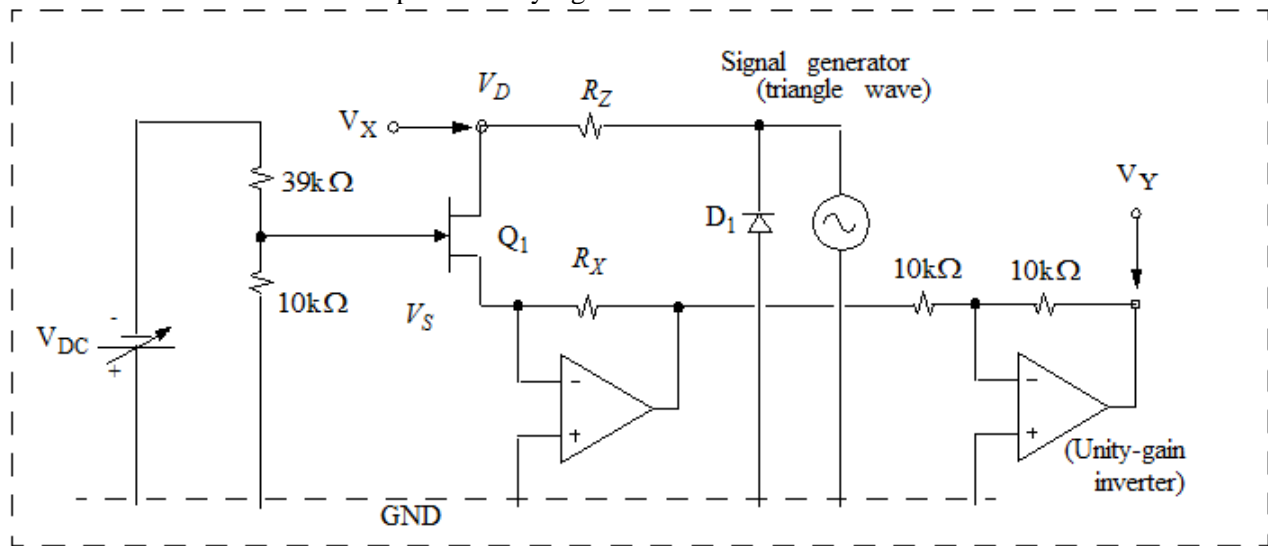 Signal generator
(triangle wave)
V_D
R_Z
V_X
39kΩ
V_Y
Q_1
D_1
R_X
10kΩ
10kΩ
10kΩ
V_S
-
V_DC
+
-
+
-
+
(Unity-gain
inverter)
GND